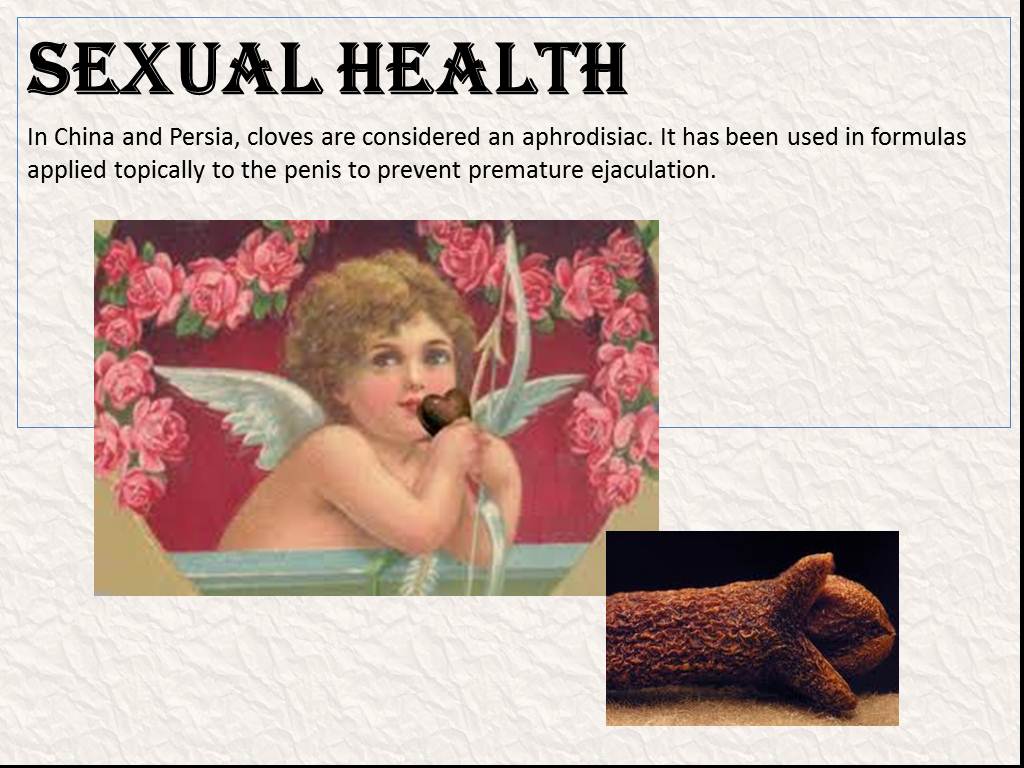 SEXUAL HEALTH
In China and Persia, cloves are considered an aphrodisiac. It has been used in formulas
applied topically to the penis to prevent premature ejaculation.